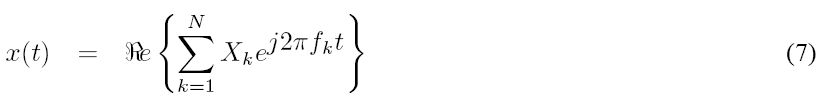 x(t) = ℜe { ∑_{k=1}^{N} X_k e^{j2πf_k t} } (7)